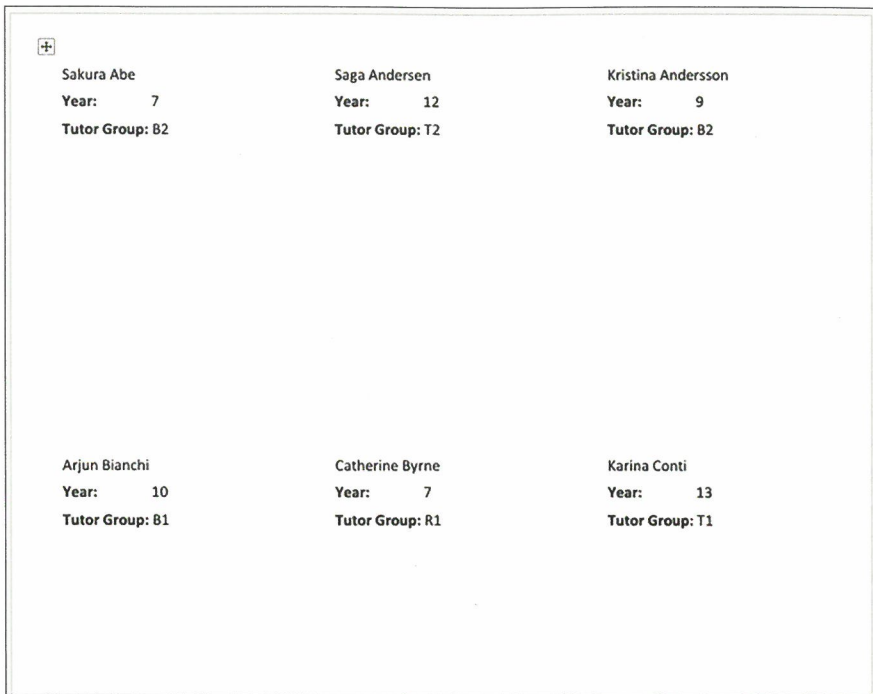 Sakura Abe
Year: 7
Tutor Group: B2
Saga Andersen
Year: 12
Tutor Group: T2
Kristina Andersson
Year: 9
Tutor Group: B2
Arjun Bianchi
Year: 10
Tutor Group: B1
Catherine Byrne
Year: 7
Tutor Group: R1
Karina Conti
Year: 13
Tutor Group: T1